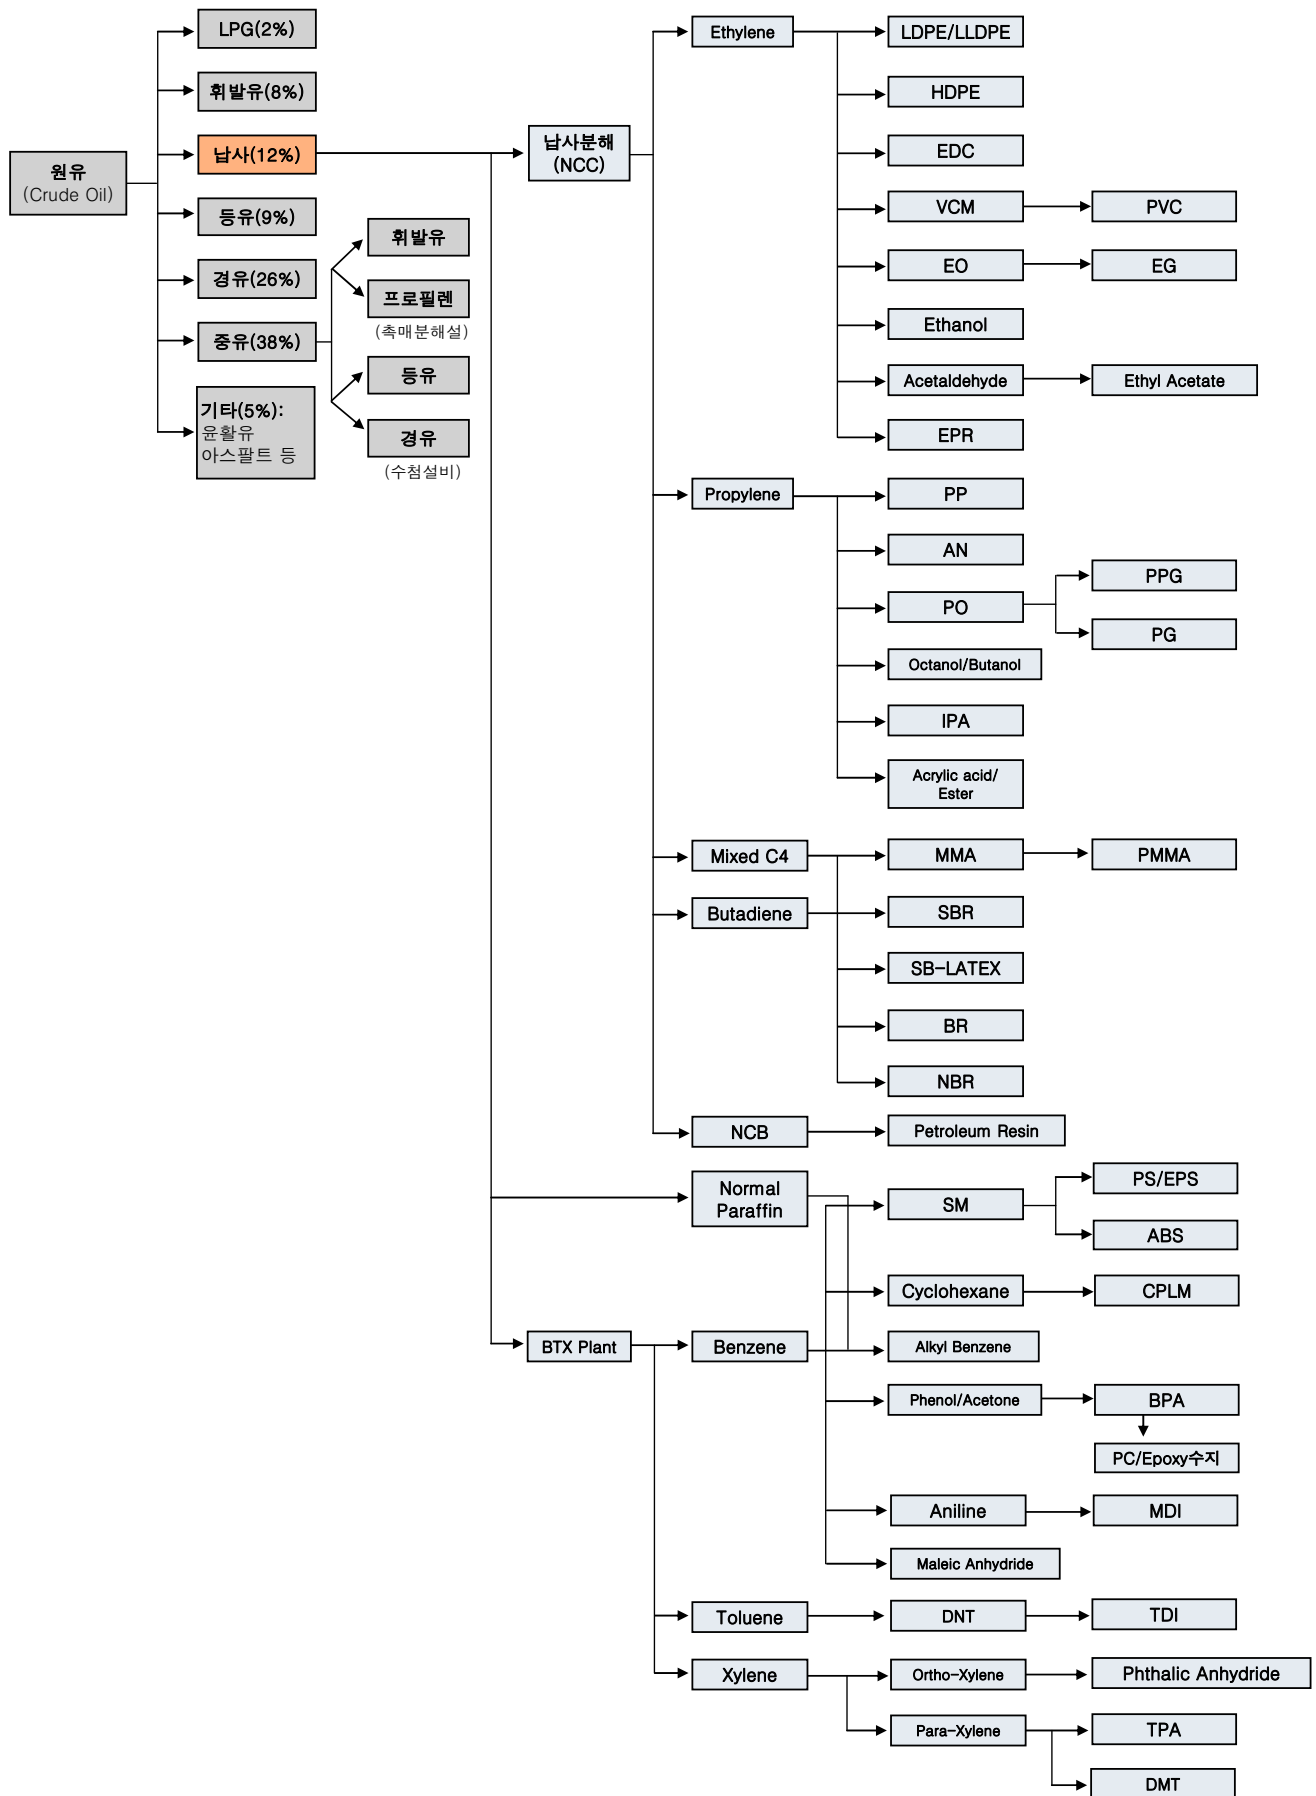 원유
(Crude Oil)
LPG(2%)
휘발유(8%)
납사(12%)
등유(9%)
경유(26%)
중유(38%)
기타(5%):
윤활유
아스팔트 등
휘발유
프로필렌
(촉매분해설)
등유
경유
(수첨설비)
납사분해
(NCC)
Ethylene
LDPE/LLDPE
HDPE
EDC
VCM
PVC
EO
EG
Ethanol
Acetaldehyde
Ethyl Acetate
EPR
Propylene
PP
AN
PO
PPG
PG
Octanol/Butanol
IPA
Acrylic acid/
Ester
Mixed C4
MMA
PMMA
Butadiene
SBR
SB-LATEX
BR
NBR
NCB
Petroleum Resin
Normal
Paraffin
SM
PS/EPS
ABS
Cyclohexane
CPLM
BTX Plant
Benzene
Alkyl Benzene
Phenol/Acetone
BPA
PC/Epoxy수지
Aniline
MDI
Maleic Anhydride
Toluene
DNT
TDI
Xylene
Ortho-Xylene
Phthalic Anhydride
Para-Xylene
TPA
DMT